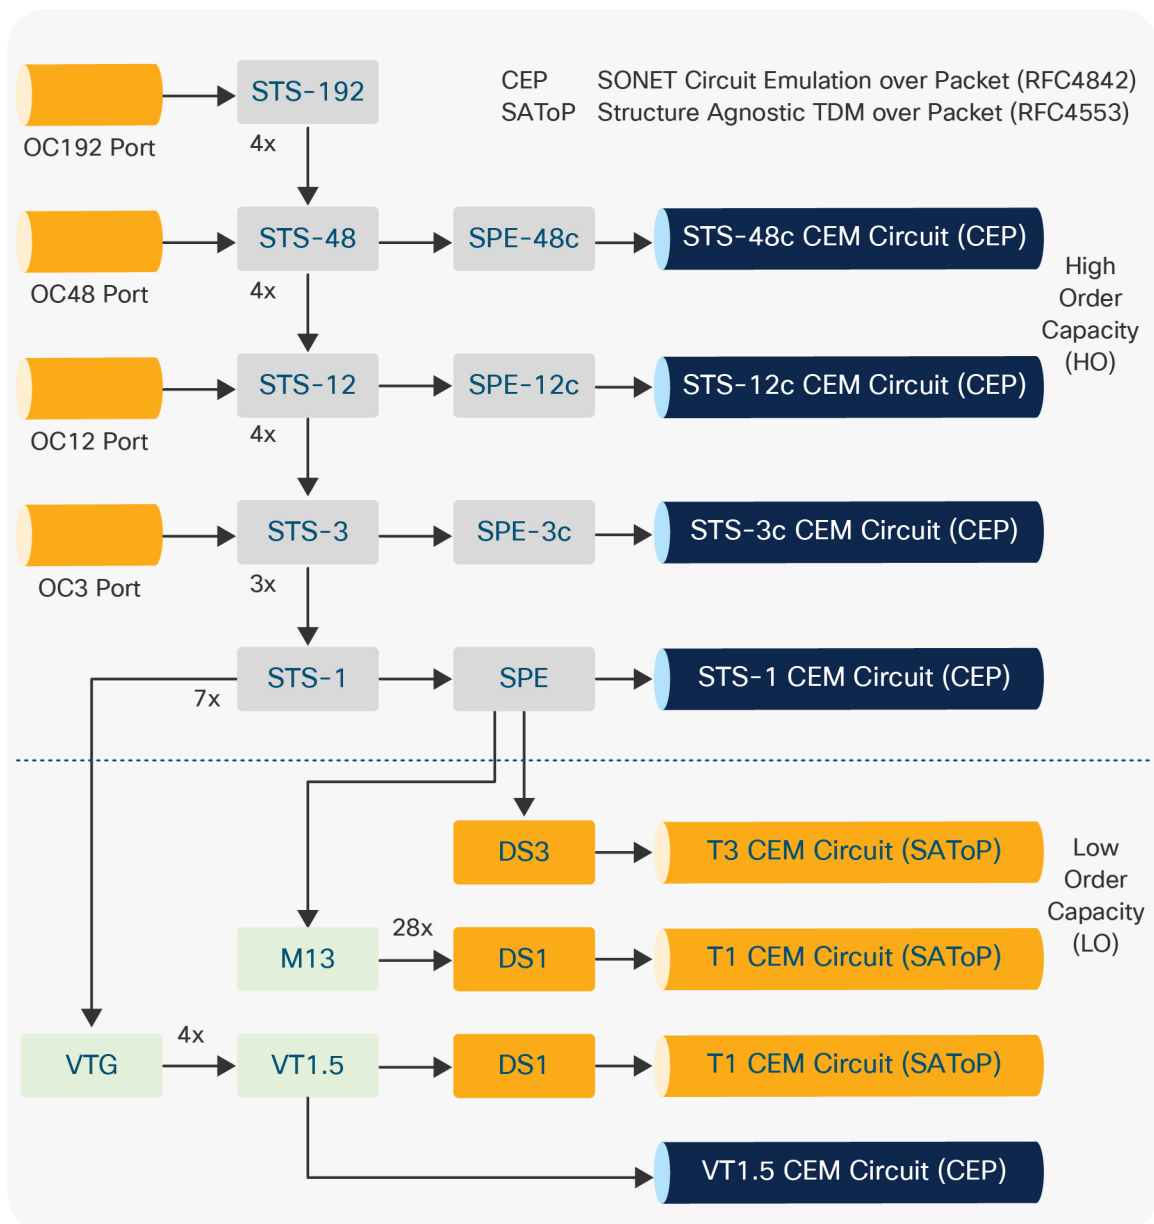 STS-192
CEP SONET Circuit Emulation over Packet (RFC4842)
SAToP Structure Agnostic TDM over Packet (RFC4553)
OC192 Port
4x
STS-48
SPE-48c
STS-48c CEM Circuit (CEP)
High
Order
Capacity
(HO)
OC48 Port
4x
STS-12
SPE-12c
STS-12c CEM Circuit (CEP)
OC12 Port
4x
STS-3
SPE-3c
STS-3c CEM Circuit (CEP)
OC3 Port
3x
STS-1
SPE
STS-1 CEM Circuit (CEP)
7x
DS3
T3 CEM Circuit (SAToP)
Low
Order
Capacity
(LO)
M13
28x
DS1
T1 CEM Circuit (SAToP)
VTG
4x
VT1.5
DS1
T1 CEM Circuit (SAToP)
VT1.5 CEM Circuit (CEP)